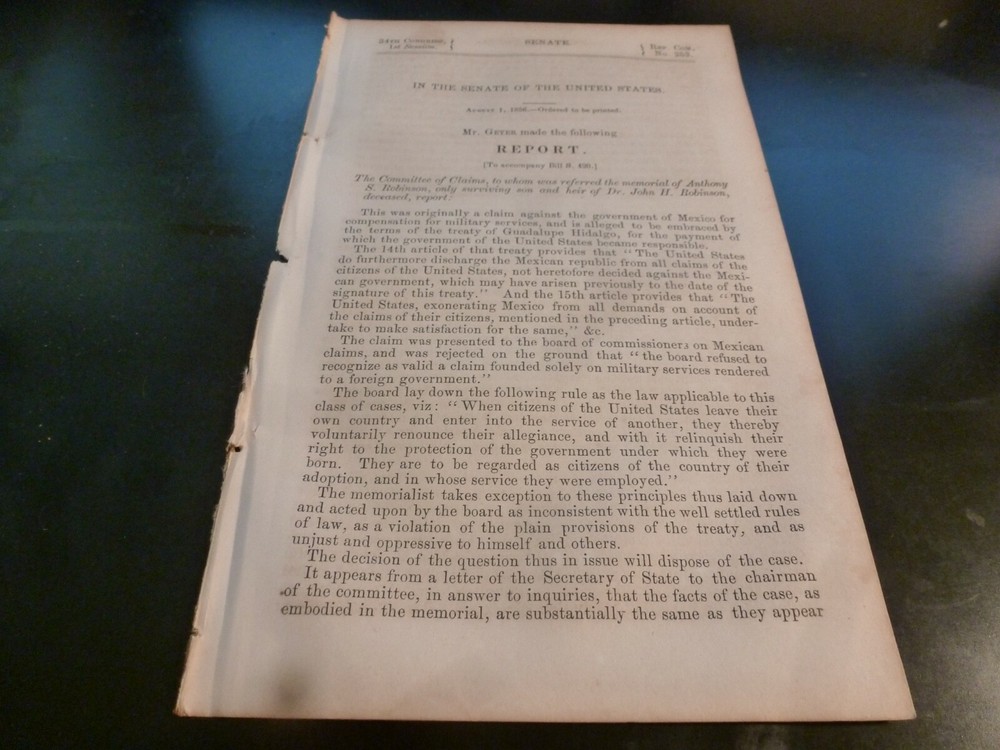 34TH CONGRESS, } SENATE. { REP. COM.
1st Session. } { No.
IN THE SENATE OF THE UNITED STATES.
AUGUST 1, 1856.—Ordered to be printed.
Mr. GEYER made the following
REPORT.
[To accompany Bill S. 430.]
The Committee of Claims, to whom was referred the memorial of Anthony
S. Robinson, only surviving son and heir of Dr. John H. Robinson,
deceased, report:
This was originally a claim against the government of Mexico for
compensation for military services, and is alleged to be embraced by
the terms of the treaty of Guadalupe Hidalgo, for the payment of
which the government of the United States became responsible.
The 14th article of that treaty provides that "The United States
do furthermore discharge the Mexican republic from all claims of the
citizens of the United States, not heretofore decided against the Mexi-
can government, which may have arisen previously to the date of the
signature of this treaty." And the 15th article provides that "The
United States, exonerating Mexico from all demands on account of
the claims of their citizens, mentioned in the preceding article, under-
take to make satisfaction for the same," &c.
The claim was presented to the board of commissioners on Mexican
claims, and was rejected on the ground that "the board refused to
recognize as valid a claim founded solely on military services rendered
to a foreign government."
The board lay down the following rule as the law applicable to this
class of cases, viz: "When citizens of the United States leave their
own country and enter into the service of another, they thereby
voluntarily renounce their allegiance, and with it relinquish their
right to the protection of the government under which they were
born. They are to be regarded as citizens of the country of their
adoption, and in whose service they were employed."
The memorialist takes exception to these principles thus laid down
and acted upon by the board as inconsistent with the well settled rules
of law, as a violation of the plain provisions of the treaty, and as
unjust and oppressive to himself and others.
The decision of the question thus in issue will dispose of the case.
It appears from a letter of the Secretary of State to the chairman
of the committee, in answer to inquiries, that the facts of the case, as
embodied in the memorial, are substantially the same as they appear